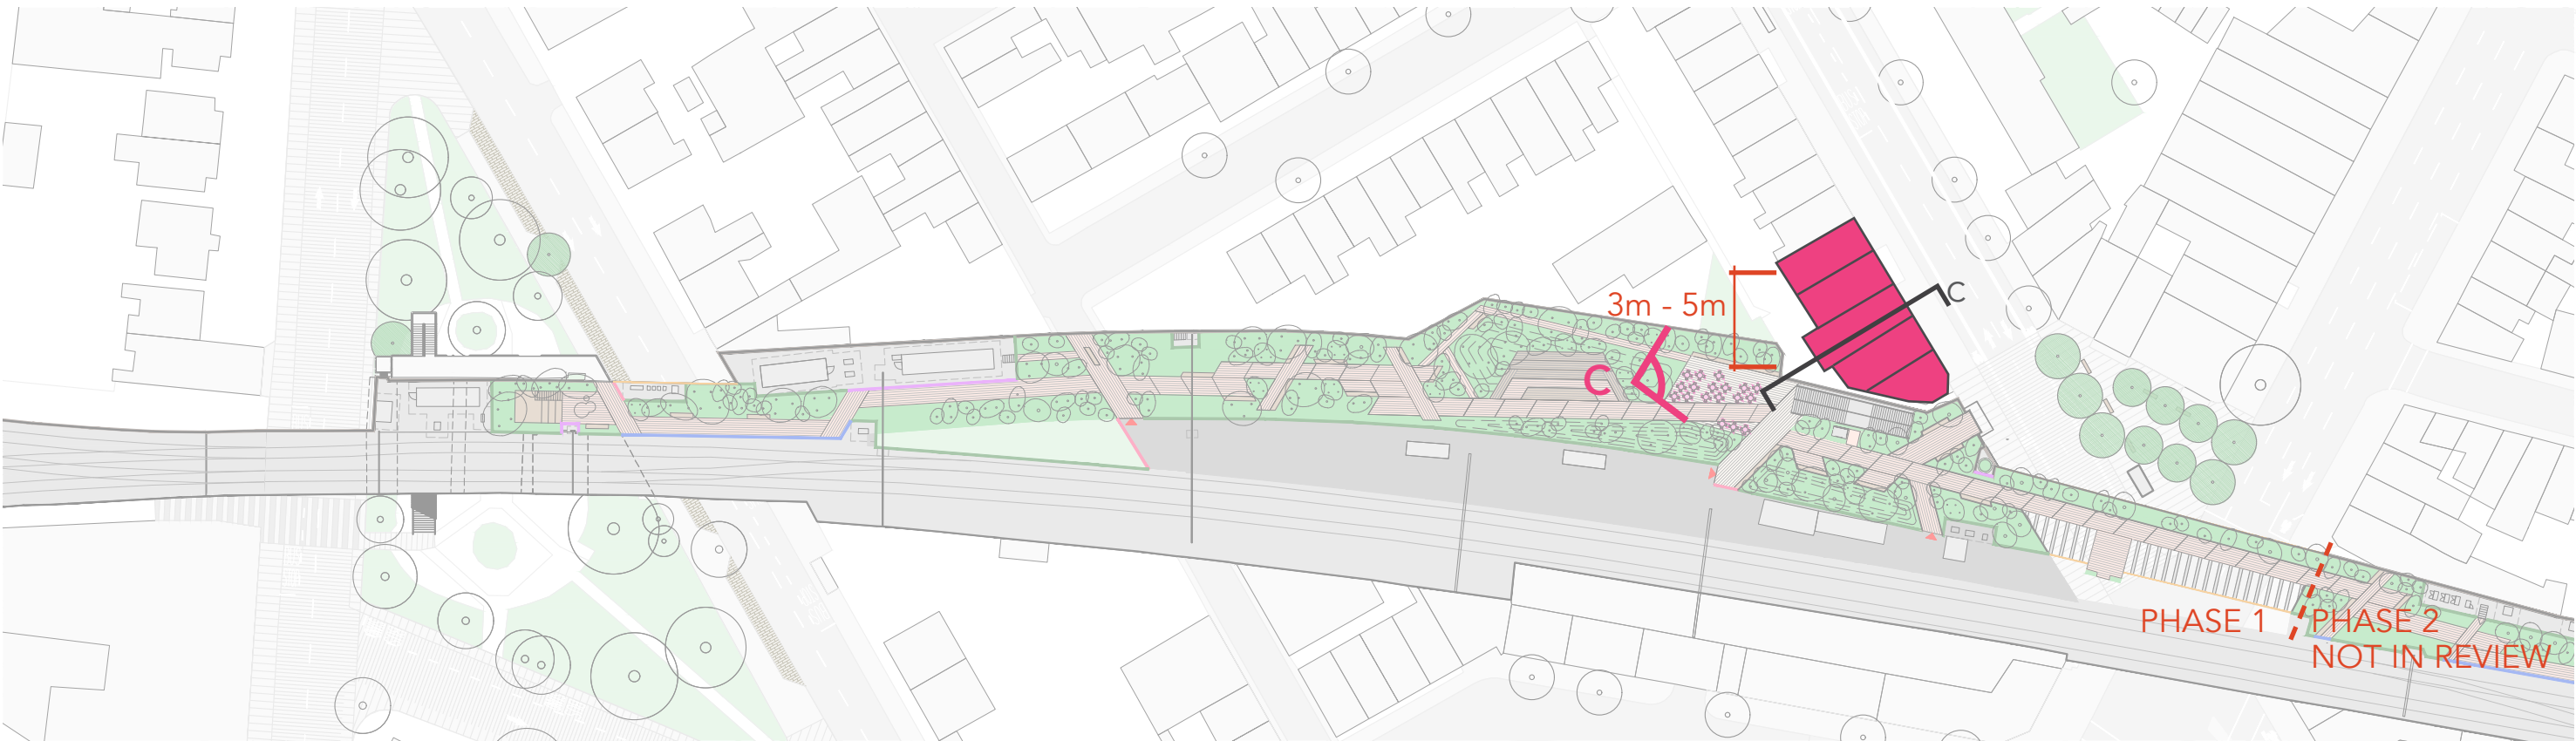 3m - 5m
C
C
PHASE 1
PHASE 2
NOT IN REVIEW